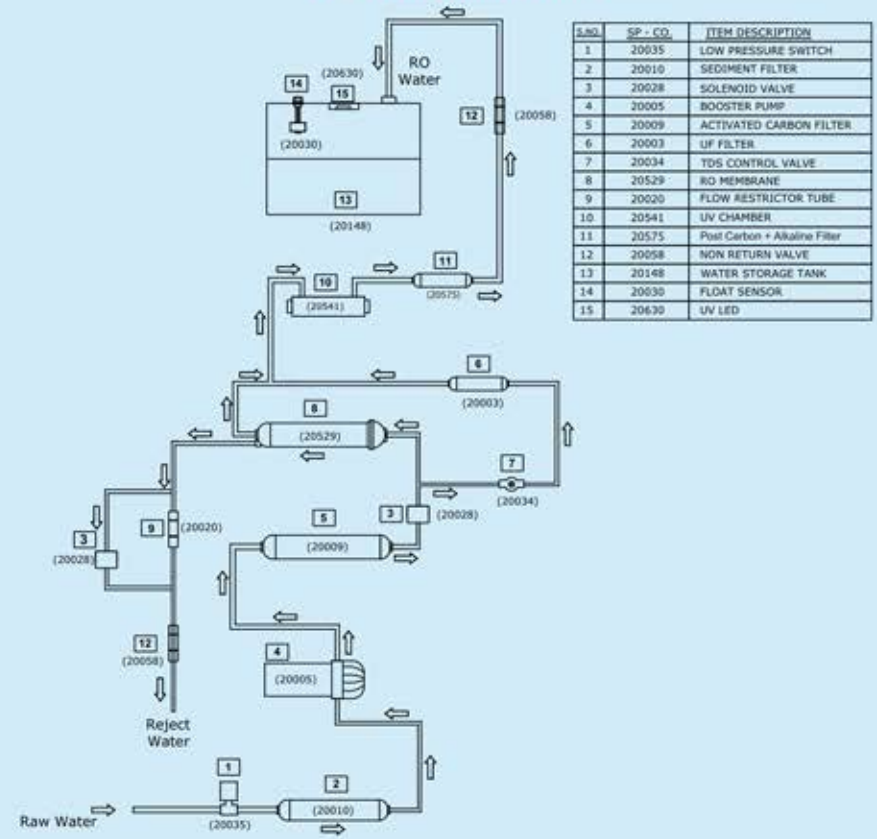 S.NO. SP - CO. ITEM DESCRIPTION
1 20035 LOW PRESSURE SWITCH
2 20010 SEDIMENT FILTER
3 20028 SOLENOID VALVE
4 20005 BOOSTER PUMP
5 20009 ACTIVATED CARBON FILTER
6 20003 UF FILTER
7 20034 TDS CONTROL VALVE
8 20529 RO MEMBRANE
9 20020 FLOW RESTRICTOR TUBE
10 20541 UV CHAMBER
11 20575 Post Carbon + Alkaline Filter
12 20058 NON RETURN VALVE
13 20148 WATER STORAGE TANK
14 20030 FLOAT SENSOR
15 20630 UV LED
RO
Water
(20630)
14
15
(20030)
12
(20058)
13
(20148)
11
(20575)
10
(20541)
6
(20003)
8
(20529)
7
(20034)
3
(20028)
5
(20009)
9
(20020)
3
(20028)
12
(20058)
Reject
Water
4
(20005)
1
(20035)
2
(20010)
Raw Water